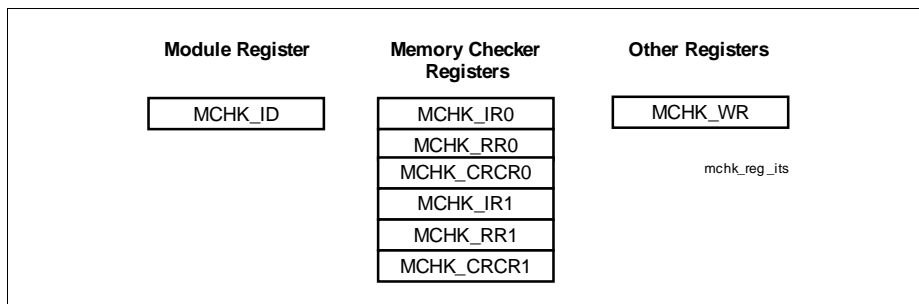 Module Register
MCHK_ID
Memory Checker
Registers
MCHK_IR0
MCHK_RR0
MCHK_CRCR0
MCHK_IR1
MCHK_RR1
MCHK_CRCR1
Other Registers
MCHK_WR
mchk_reg_its